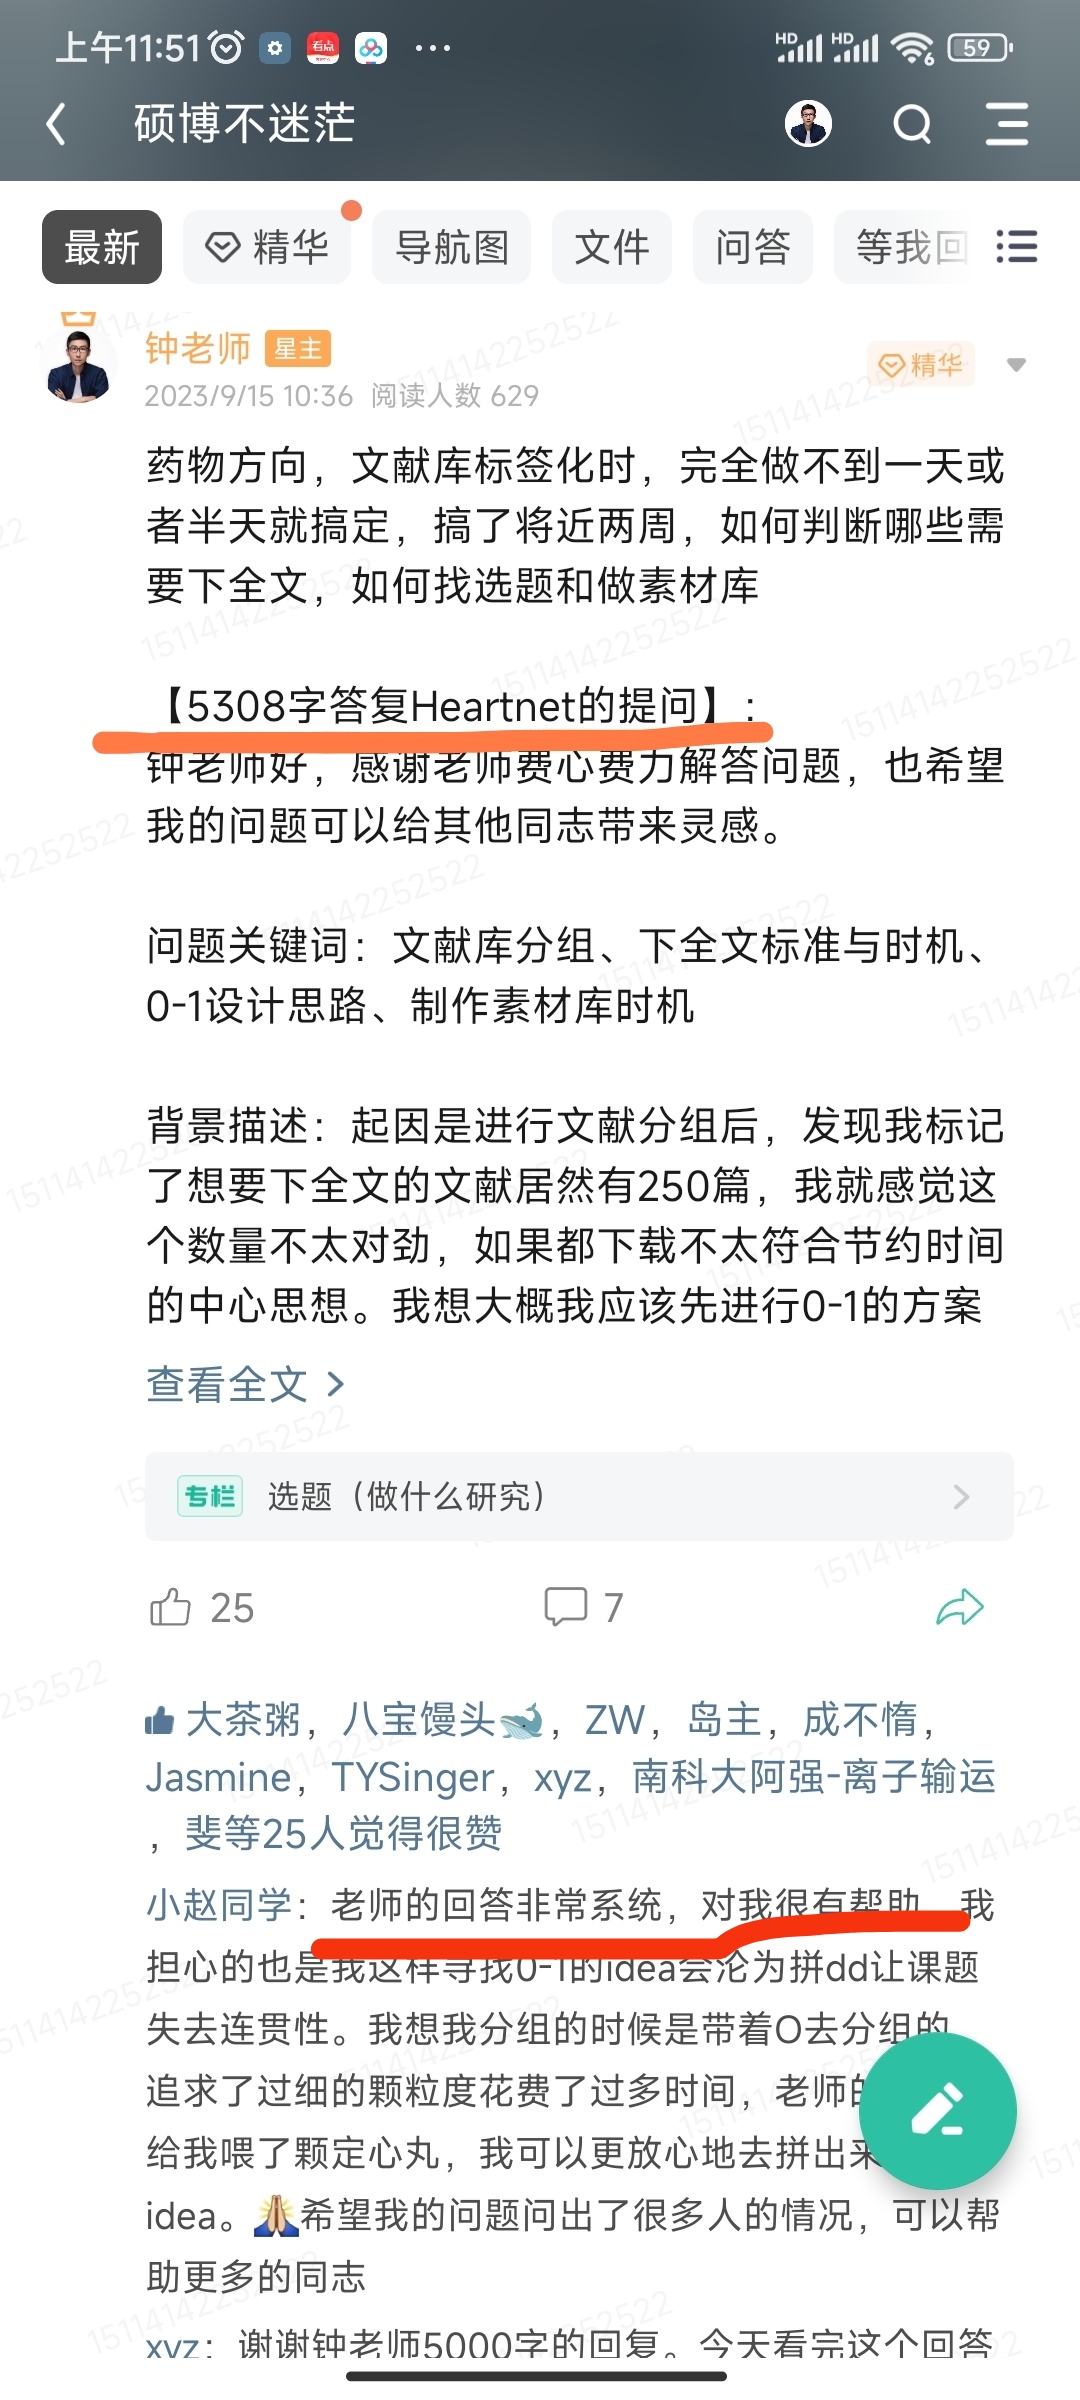 上午11:51
HD HD 6 59
硕博不迷茫
最新 精华 导航图 文件 问答 等我回
钟老师 星主
精华
2023/9/15 10:36 阅读人数 629
药物方向，文献库标签化时，完全做不到一天或
者半天就搞定，搞了将近两周，如何判断哪些需
要下全文，如何找选题和做素材库
【5308字答复Heartnet的提问】：
钟老师好，感谢老师费心费力解答问题，也希望
我的问题可以给其他同志带来灵感。
问题关键词：文献库分组、下全文标准与时机、
0-1设计思路、制作素材库时机
背景描述：起因是进行文献分组后，发现我标记
了想要下全文的文献居然有250篇，我就感觉这
个数量不太对劲，如果都下载不太符合节约时间
的中心思想。我想大概我应该先进行0-1的方案
查看全文
专栏 选题（做什么研究）
25 7
大茶粥，八宝馒头🐳，ZW，岛主，成不惰，
Jasmine，TYSinger，xyz，南科大阿强-离子输运
，斐等25人觉得很赞
小赵同学：老师的回答非常系统，对我很有帮助 我
担心的也是我这样寻找0-1的idea会沦为拼dd让课题
失去连贯性。我想我分组的时候是带着O去分组的
追求了过细的颗粒度花费了过多时间，老师的
给我喂了颗定心丸，我可以更放心地去拼出来
idea。🙏希望我的问题问出了很多人的情况，可以帮
助更多的同志
xyz：谢谢钟老师5000字的回复。今天看完这个回答
15114142252522